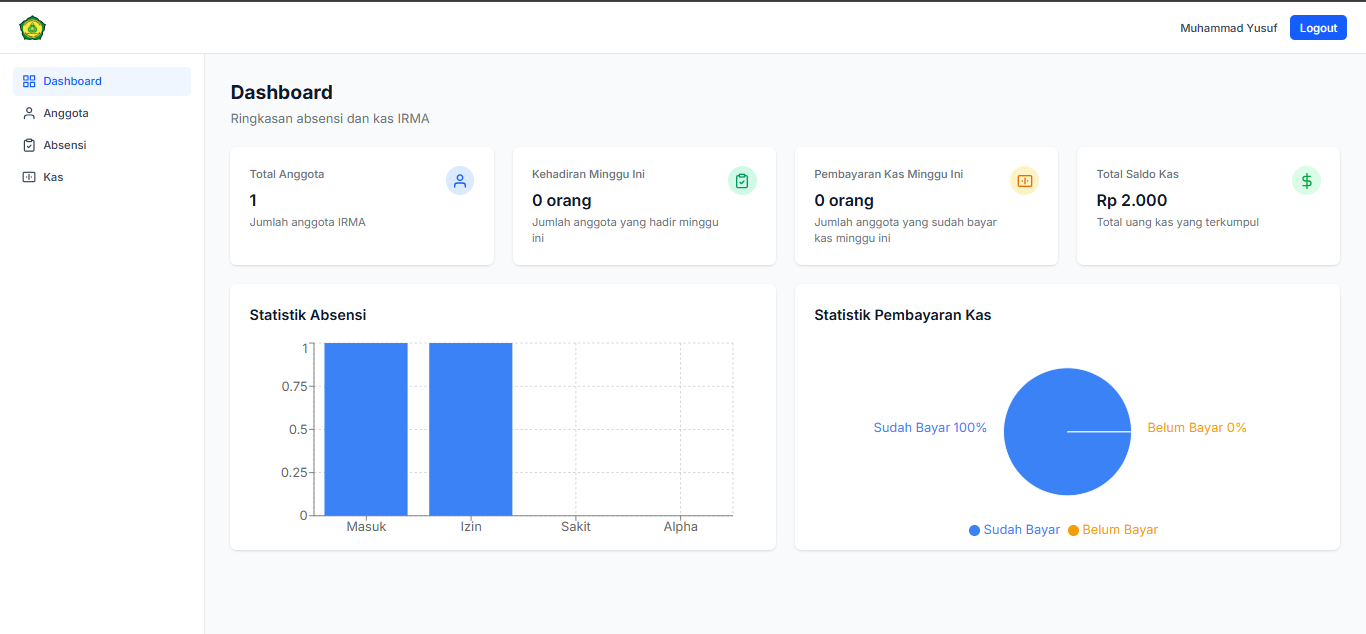 Muhammad Yusuf
Logout
Dashboard
Anggota
Absensi
Kas
Dashboard
Ringkasan absensi dan kas IRMA
Total Anggota
1
Jumlah anggota IRMA
Kehadiran Minggu Ini
0 orang
Jumlah anggota yang hadir minggu
ini
Pembayaran Kas Minggu Ini
0 orang
Jumlah anggota yang sudah bayar
kas minggu ini
Total Saldo Kas
Rp 2.000
Total uang kas yang terkumpul
Statistik Absensi
1
0.75
0.5
0.25
0
Masuk
Izin
Sakit
Alpha
Statistik Pembayaran Kas
Sudah Bayar 100%
Belum Bayar 0%
Sudah Bayar
Belum Bayar